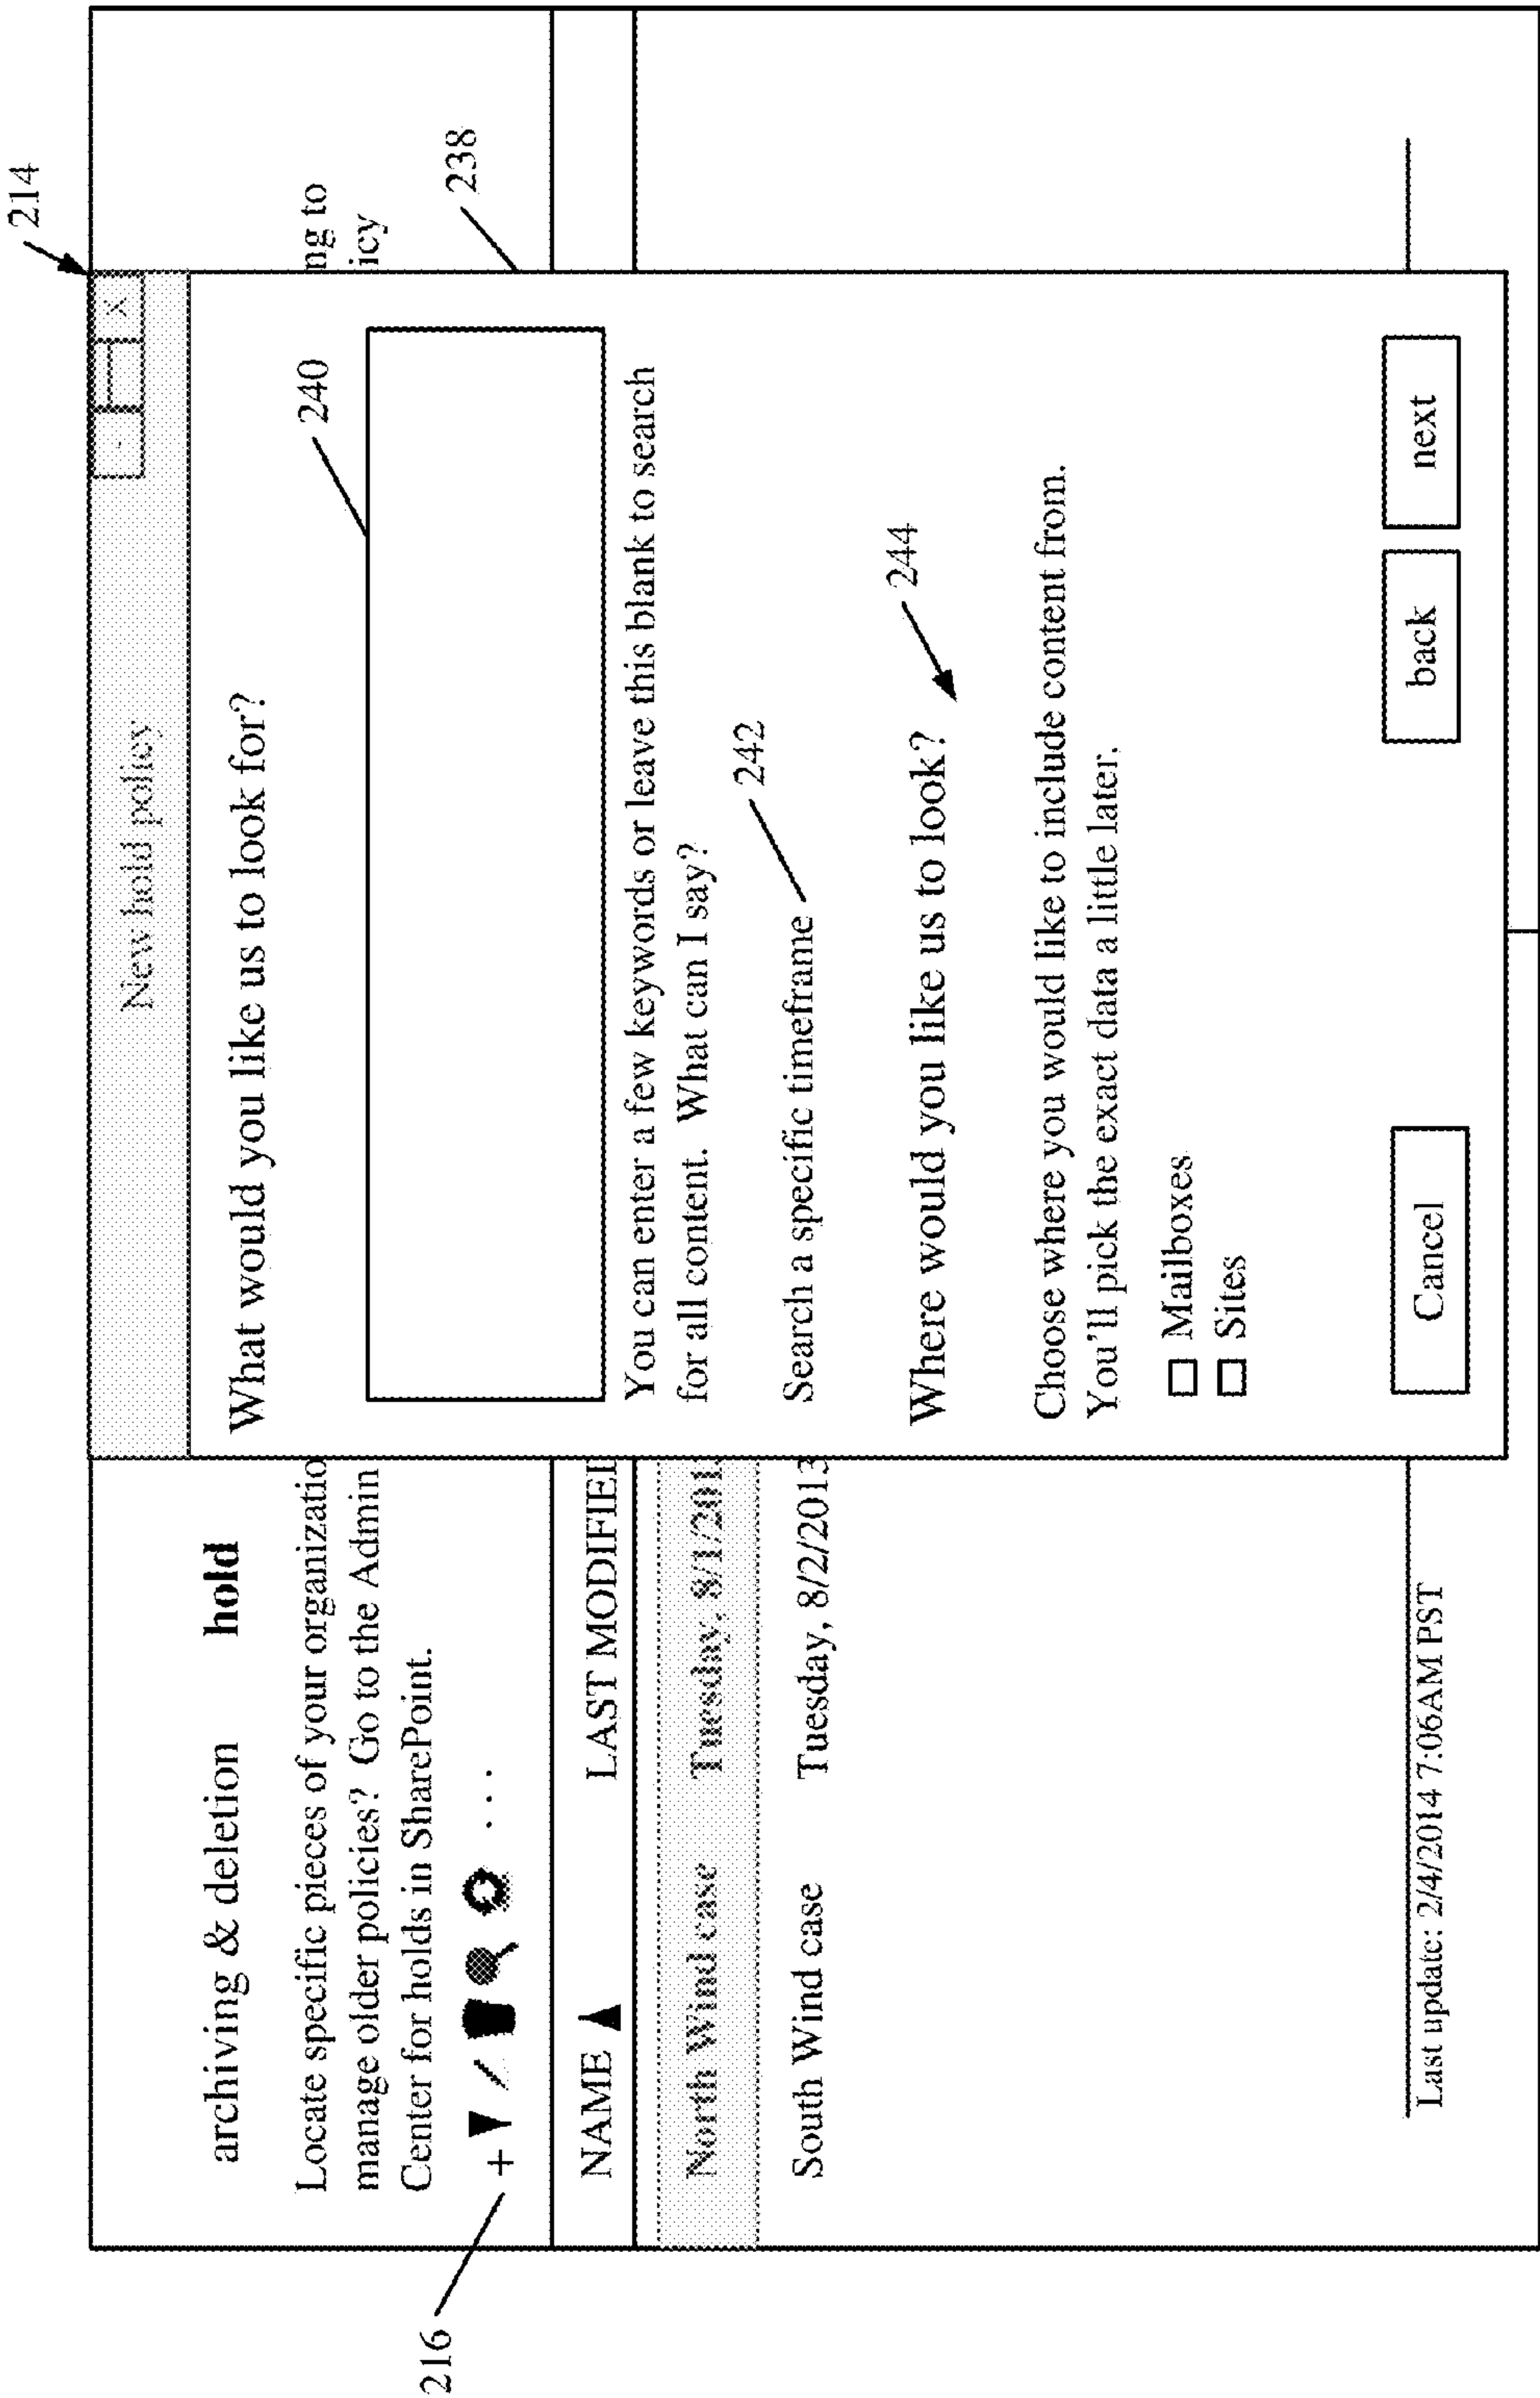 214
archiving & deletion hold
Locate specific pieces of your organizatio
manage older policies? Go to the Admin
Center for holds in SharePoint.
ng to
icy
216
+ ...
NAME LAST MODIFIED
North Wind case Tuesday, 8/1/201
South Wind case Tuesday, 8/2/2013
Last update: 2/4/2014 7:06AM PST
New hold policy
- X
What would you like us to look for?
240
238
You can enter a few keywords or leave this blank to search
for all content. What can I say?
242
Search a specific timeframe
Where would you like us to look?
244
Choose where you would like to include content from.
You'll pick the exact data a little later.
Mailboxes
Sites
Cancel back next